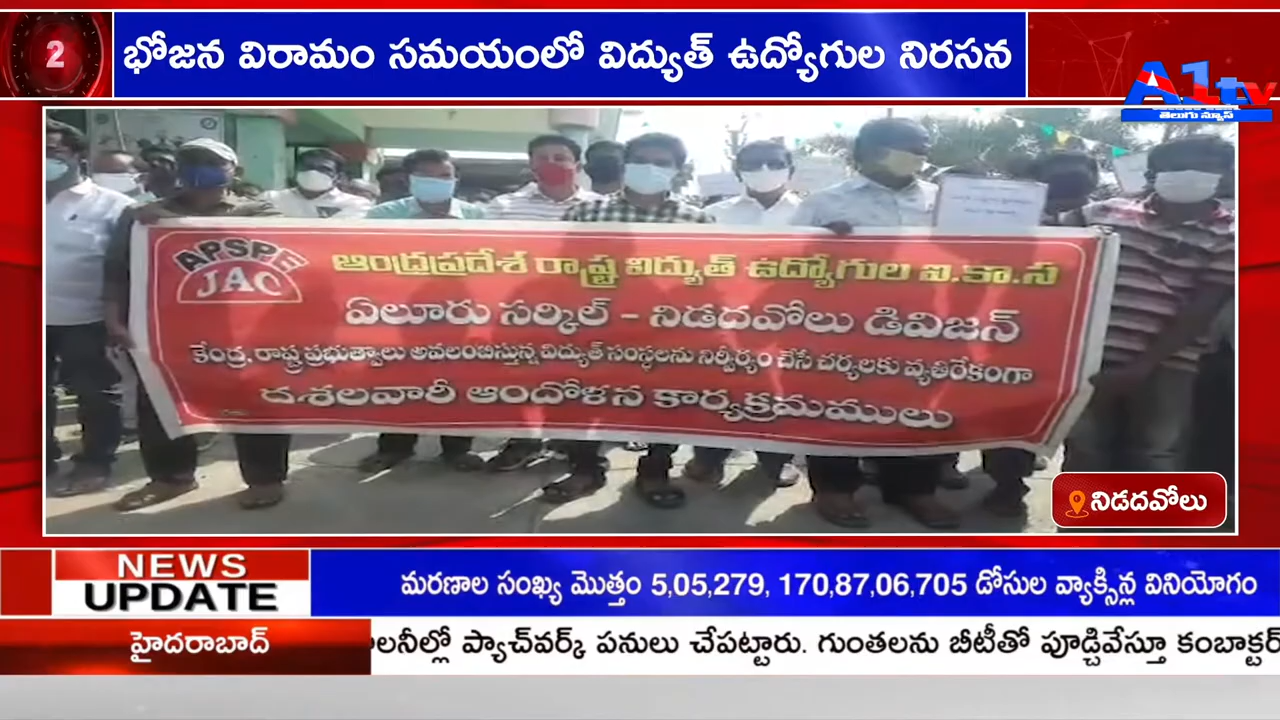 2
భోజన విరామం సమయంలో విద్యుత్ ఉద్యోగుల నిరసన
A1tv
తెలుగు న్యూస్
APSPE
JAC
ఆంధ్రప్రదేశ్ రాష్ట్ర విద్యుత్ ఉద్యోగుల ఐ.కా.స
ఏలూరు సర్కిల్ – నిడదవోలు డివిజన్
కేంద్ర, రాష్ట్ర ప్రభుత్వాలు అవలంబిస్తున్న విద్యుత్ సంస్థలను నిర్వీర్యం చేసే చర్యలకు వ్యతిరేకంగా
దశలవారీ ఆందోళన కార్యక్రమములు
నిడదవోలు
NEWS
UPDATE
మరణాల సంఖ్య మొత్తం 5,05,279, 170,87,06,705 డోసుల వ్యాక్సిన్ల వినియోగం
హైదరాబాద్
లనీల్లో ప్యాచ్‌వర్క్ పనులు చేపట్టారు. గుంతలను బీటీతో పూడ్చివేస్తూ కంబాక్టర్